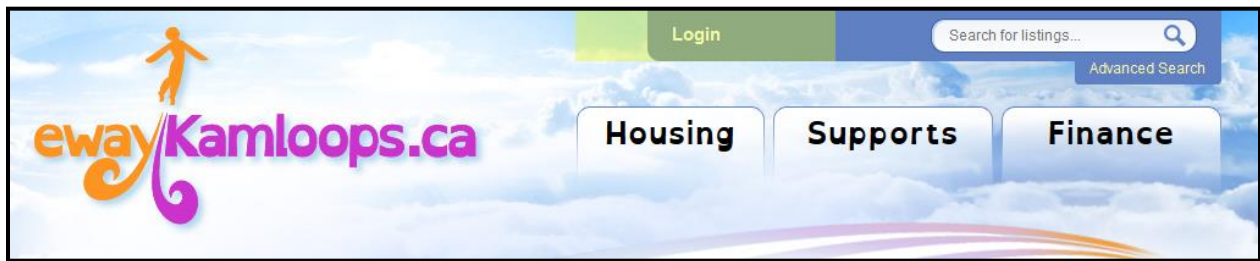 Login
Search for listings...
Advanced Search
ewayKamloops.ca
Housing
Supports
Finance